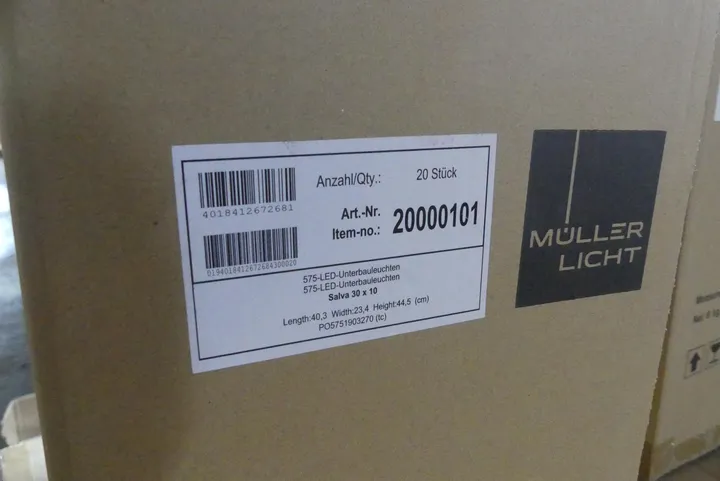 4018412672681
Anzahl/Qty.: 20 Stück
Art.-Nr.
Item-no.: 20000101
0194018412672684300020
575-LED-Unterbauleuchten
575-LED-Unterbauleuchten
Salva 30 x 10
Length:40,3 Width:23,4 Height:44,5 (cm)
PO5751903270 (tc)
MÜLLER
LICHT